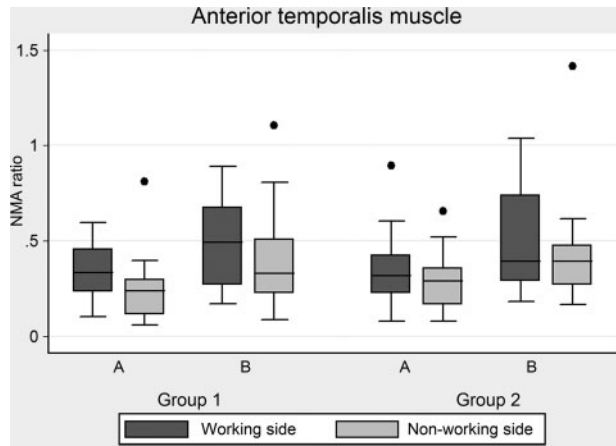 Anterior temporalis muscle
NMA ratio
1.5
1
.5
0
A B A B
Group 1 Group 2
Working side Non-working side